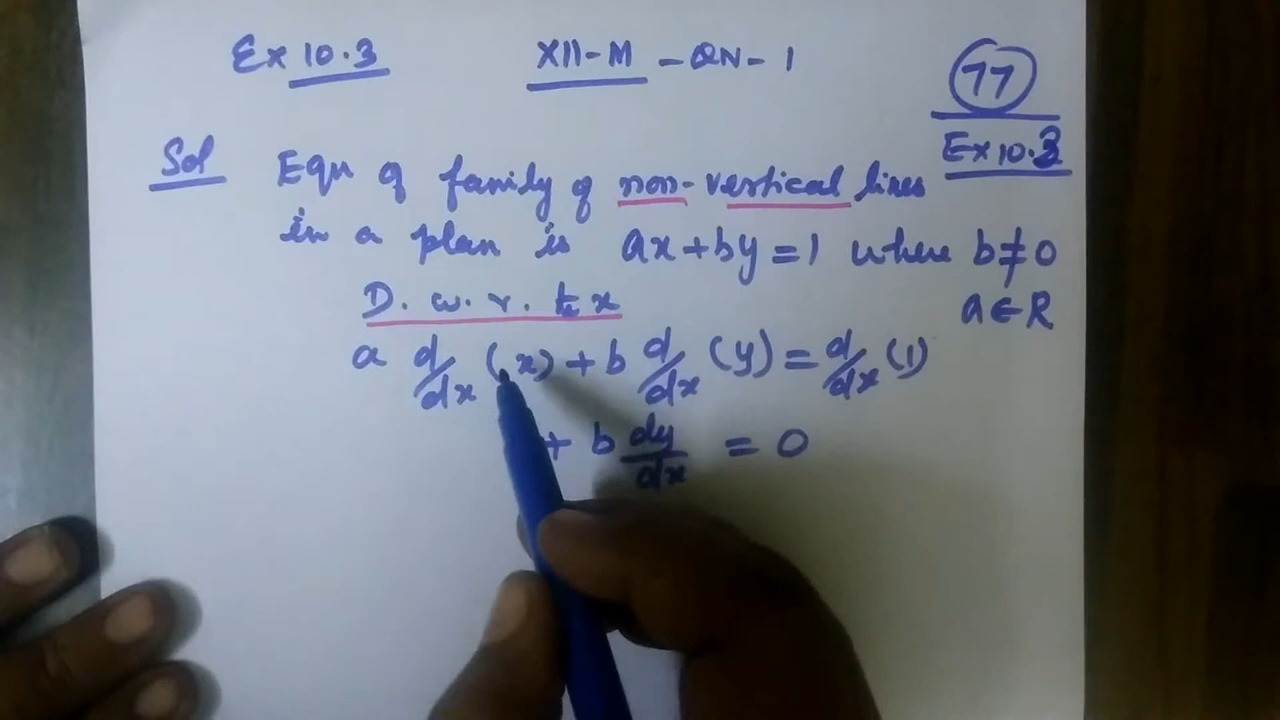 Ex 10.3 XII-M - QN- 1
77
Ex 10.3
Sol Equn of family of non-vertical lines
in a plan is ax+by=1 where b≠0
D. w. r. to x a∈R
a d/dx (x) + b d/dx (y) = d/dx (1)
+ b dy/dx = 0